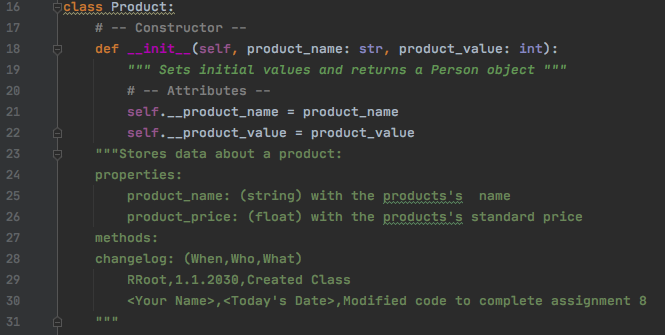 16 class Product:
17 # -- Constructor --
18 def __init__(self, product_name: str, product_value: int):
19 """ Sets initial values and returns a Person object """
20 # -- Attributes --
21 self.__product_name = product_name
22 self.__product_value = product_value
23 """Stores data about a product:
24 properties:
25 product_name: (string) with the products's  name
26 product_price: (float) with the products's standard price
27 methods:
28 changelog: (When,Who,What)
29 RRoot,1.1.2030,Created Class
30 <Your Name>,<Today's Date>,Modified code to complete assignment 8
31 """